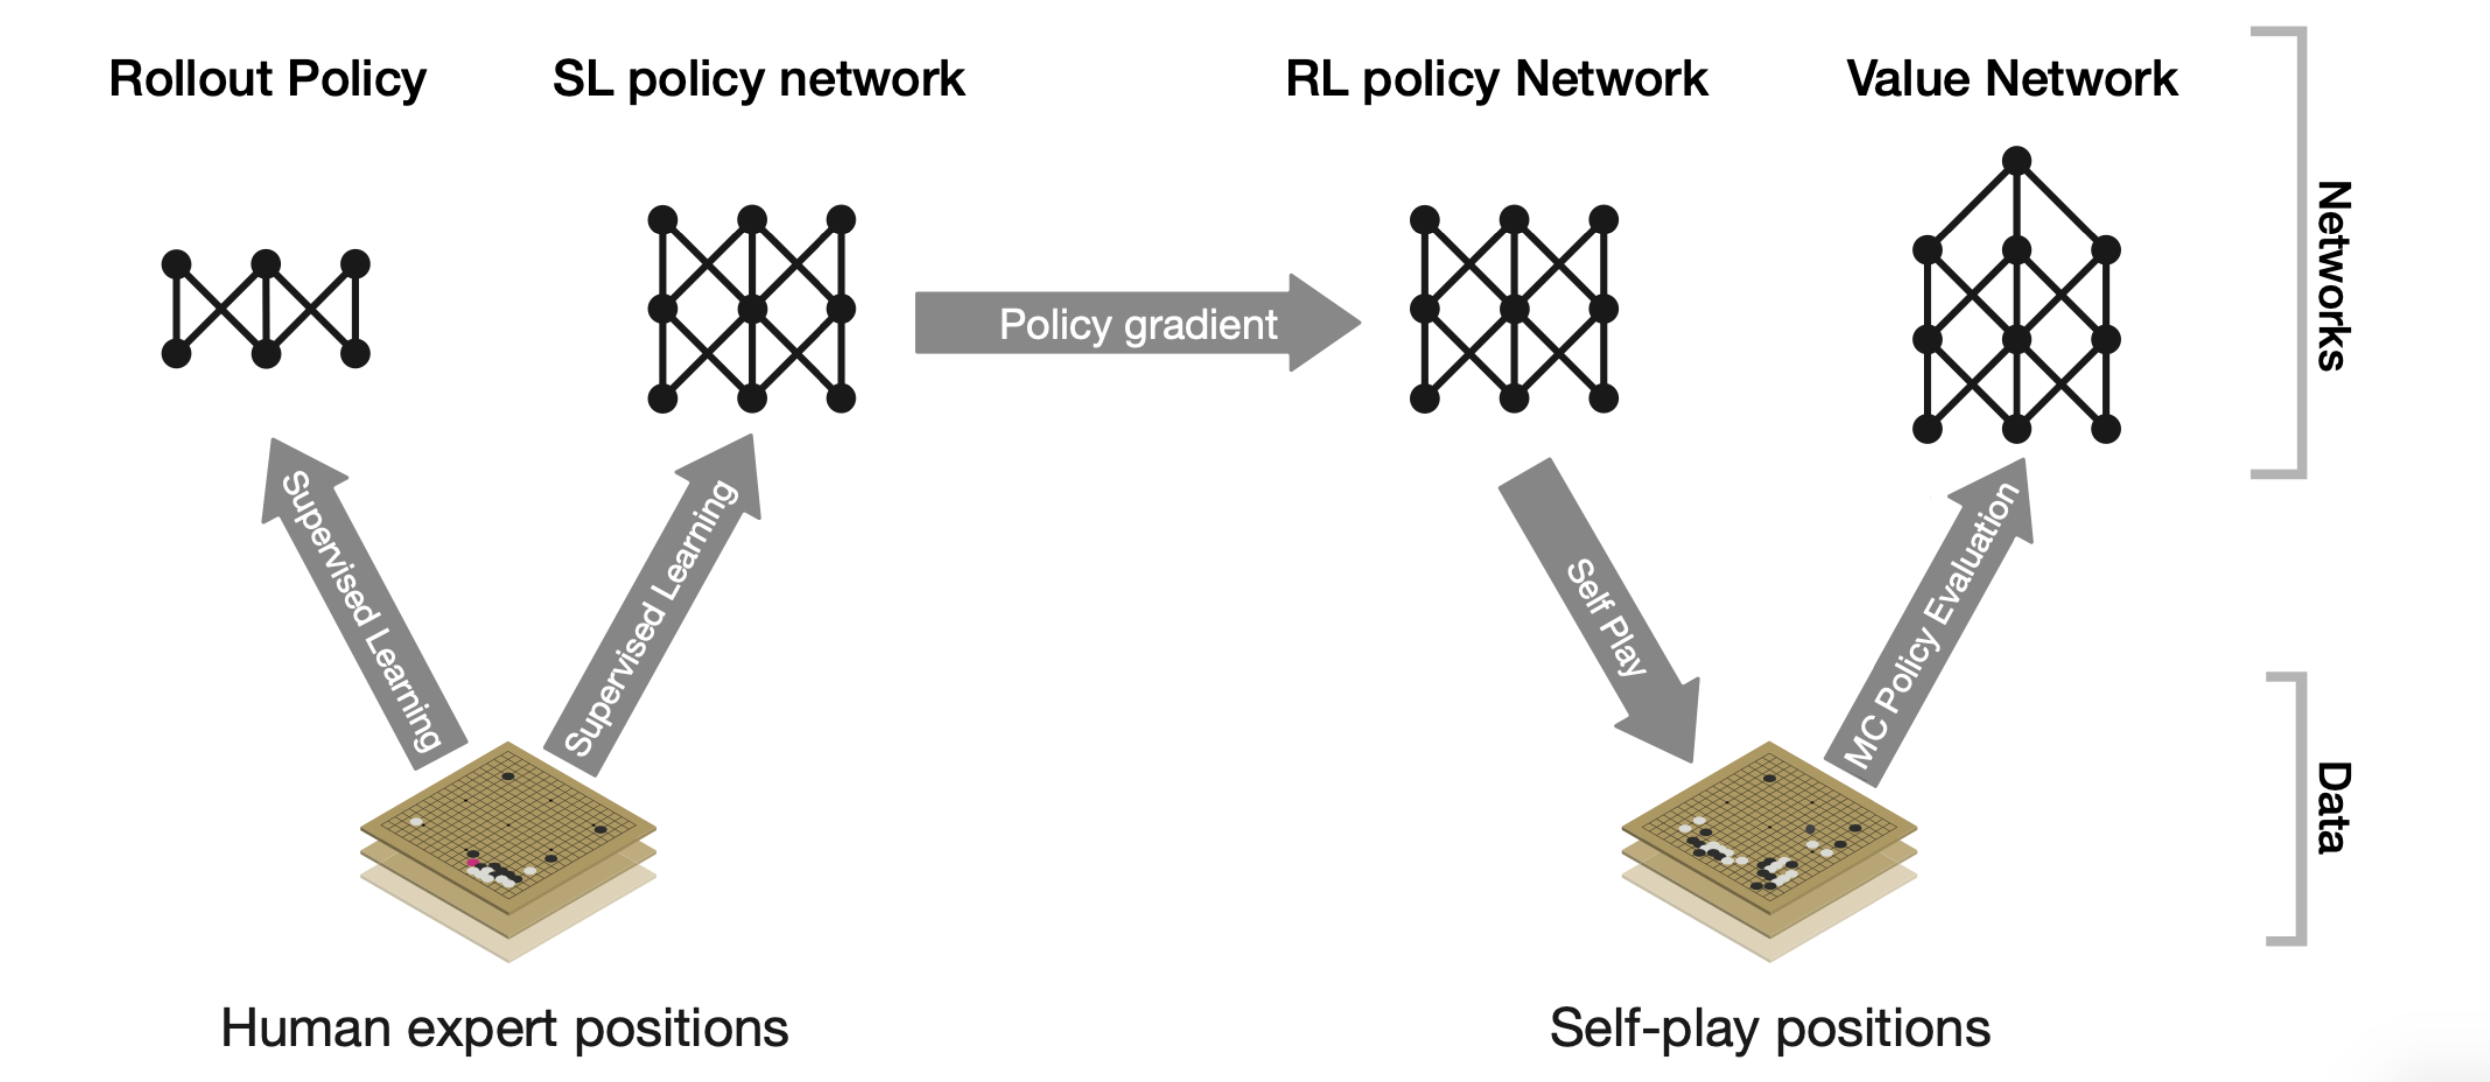 Rollout Policy
SL policy network
RL policy Network
Value Network
Networks
Policy gradient
Supervised Learning
Supervised Learning
Self Play
MC Policy Evaluation
Data
Human expert positions
Self-play positions